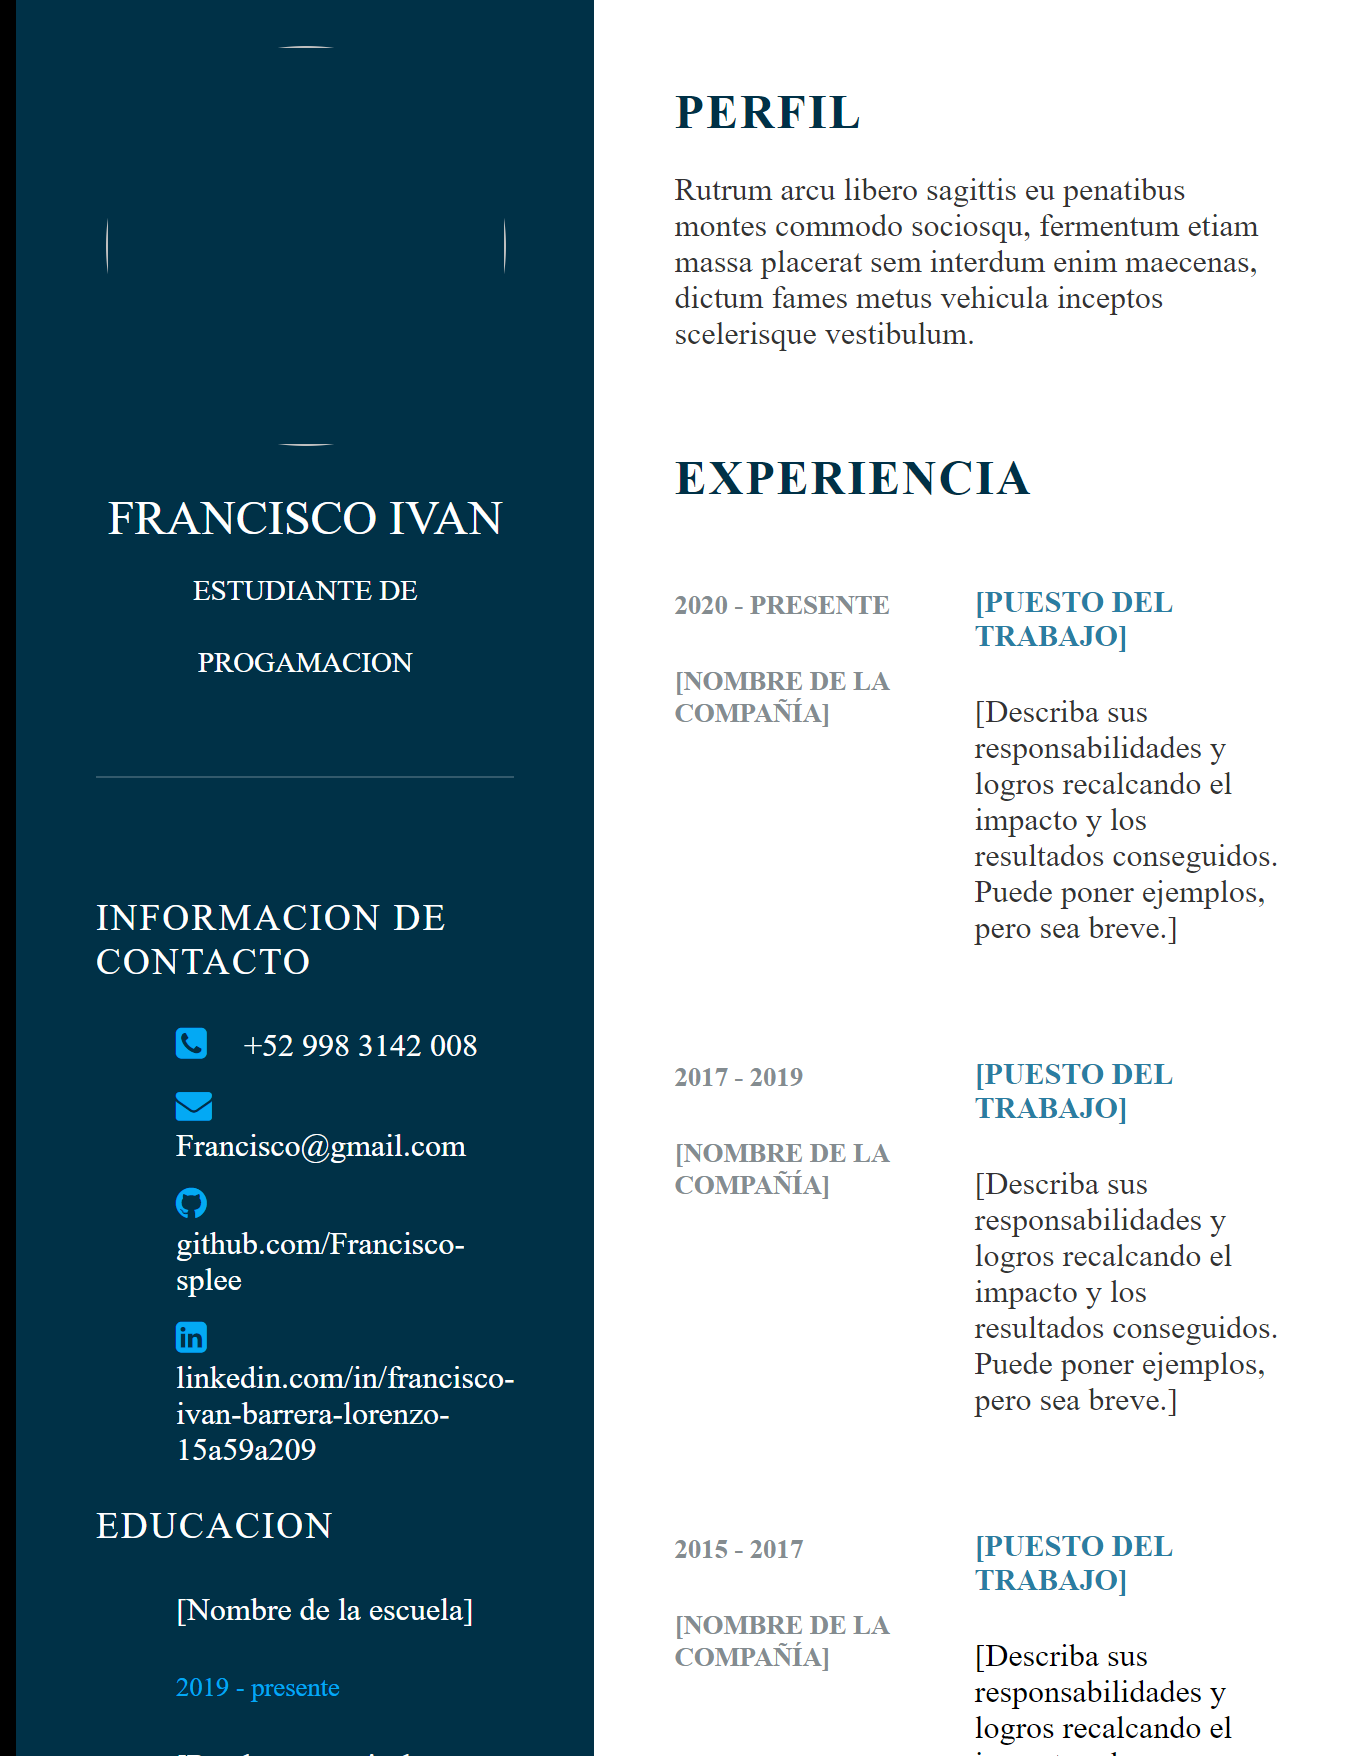 FRANCISCO IVAN
ESTUDIANTE DE
PROGAMACION
INFORMACION DE
CONTACTO
+52 998 3142 008
Francisco@gmail.com
github.com/Francisco-
splee
linkedin.com/in/francisco-
ivan-barrera-lorenzo-
15a59a209
EDUCACION
[Nombre de la escuela]
2019 - presente
PERFIL
Rutrum arcu libero sagittis eu penatibus
montes commodo sociosqu, fermentum etiam
massa placerat sem interdum enim maecenas,
dictum fames metus vehicula inceptos
scelerisque vestibulum.
EXPERIENCIA
2020 - PRESENTE
[NOMBRE DE LA
COMPAÑÍA]
[PUESTO DEL
TRABAJO]
[Describa sus
responsabilidades y
logros recalcando el
impacto y los
resultados conseguidos.
Puede poner ejemplos,
pero sea breve.]
2017 - 2019
[NOMBRE DE LA
COMPAÑÍA]
[PUESTO DEL
TRABAJO]
[Describa sus
responsabilidades y
logros recalcando el
impacto y los
resultados conseguidos.
Puede poner ejemplos,
pero sea breve.]
2015 - 2017
[NOMBRE DE LA
COMPAÑÍA]
[PUESTO DEL
TRABAJO]
[Describa sus
responsabilidades y
logros recalcando el